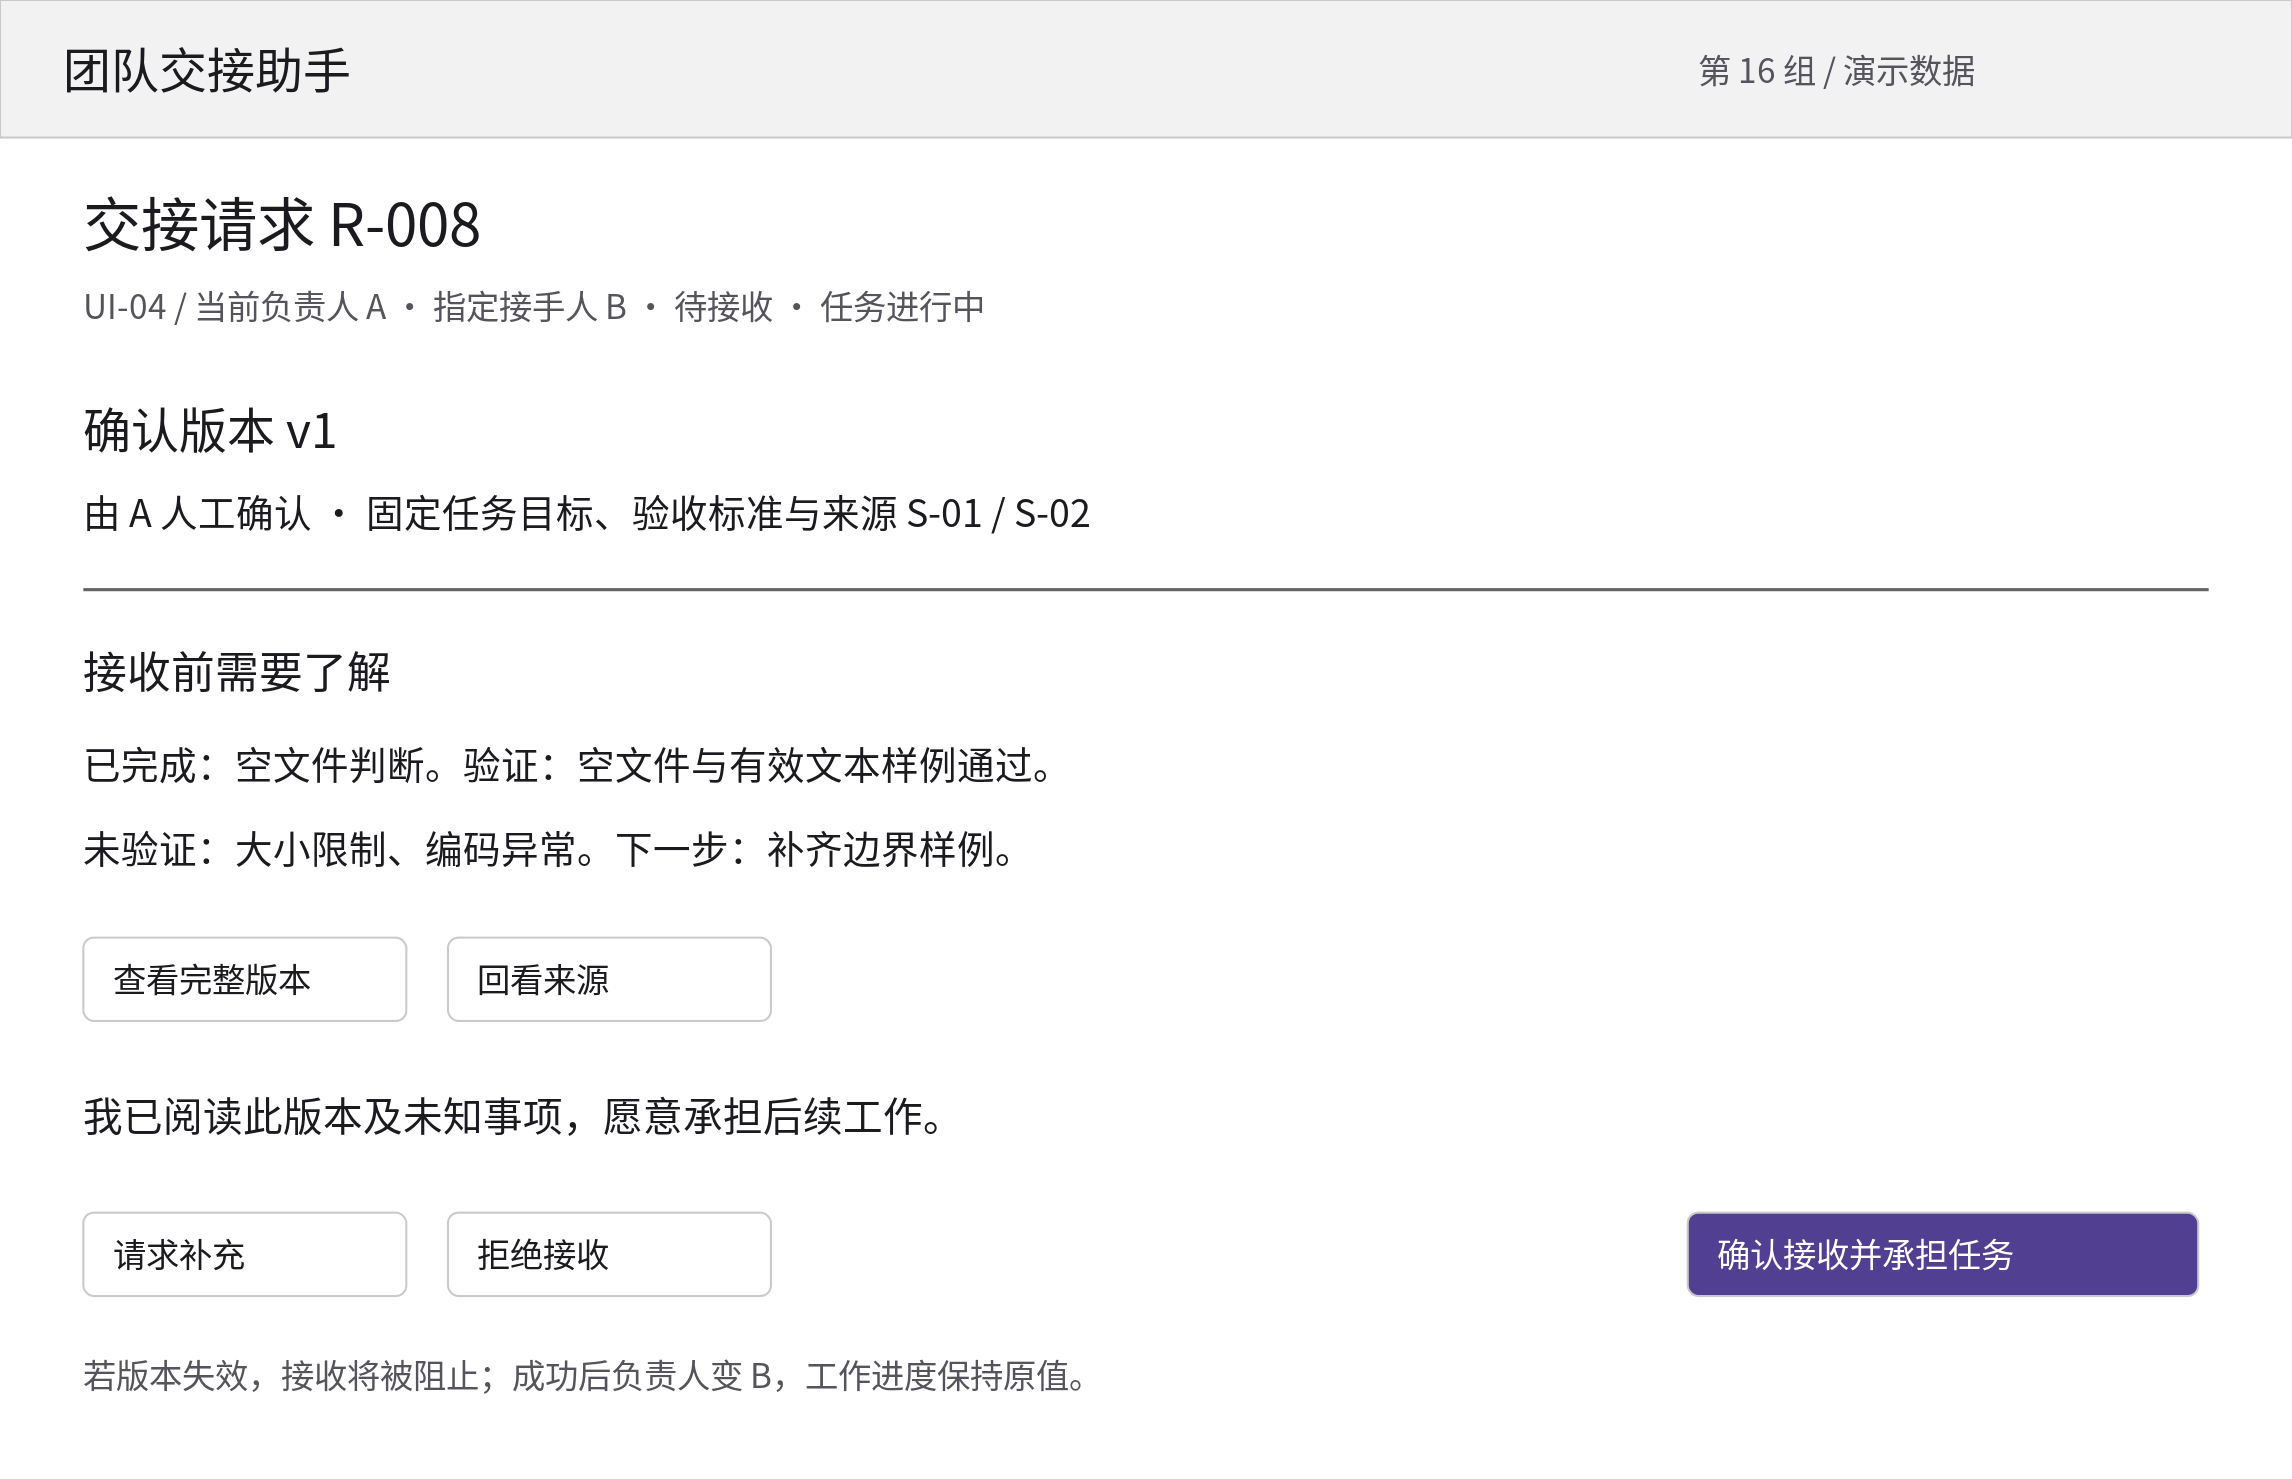 团队交接助手
第 16 组 / 演示数据
交接请求 R-008
UI-04 / 当前负责人 A · 指定接手人 B · 待接收 · 任务进行中
确认版本 v1
由 A 人工确认 · 固定任务目标、验收标准与来源 S-01 / S-02
接收前需要了解
已完成：空文件判断。验证：空文件与有效文本样例通过。
未验证：大小限制、编码异常。下一步：补齐边界样例。
查看完整版本
回看来源
我已阅读此版本及未知事项，愿意承担后续工作。
请求补充
拒绝接收
确认接收并承担任务
若版本失效，接收将被阻止；成功后负责人变 B，工作进度保持原值。